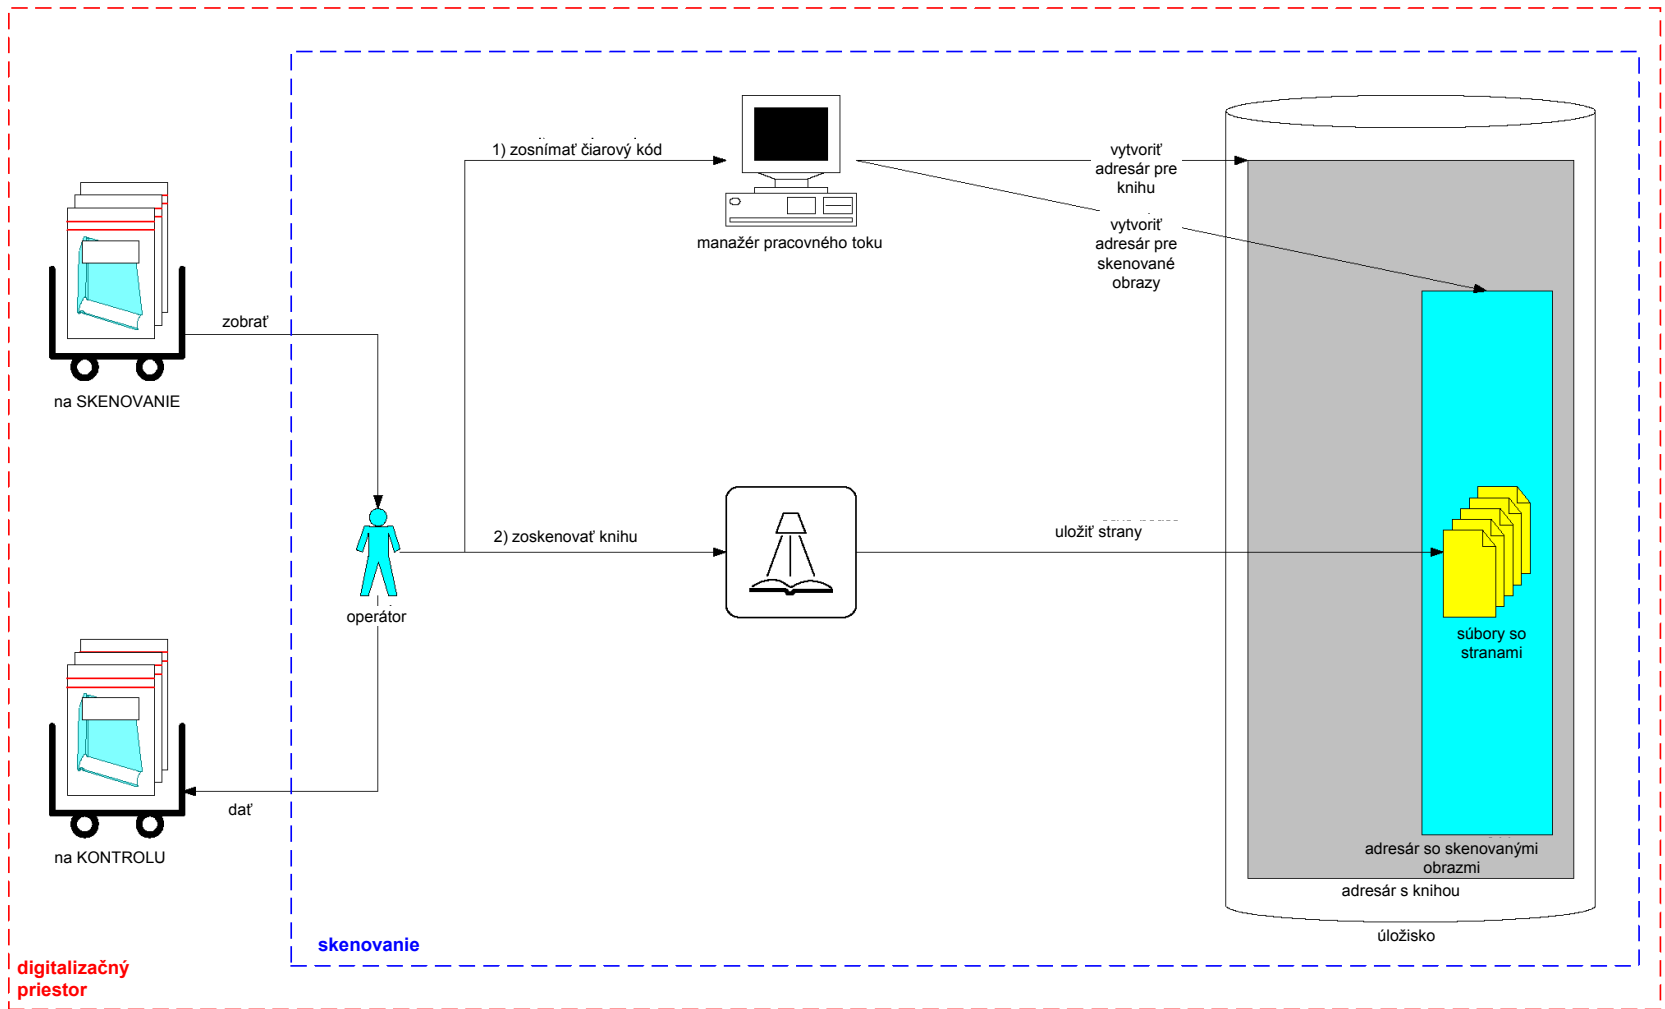 1) zosnímať čiarový kód
manažér pracovného toku
vytvoriť
adresár pre
knihu
vytvoriť
adresár pre
skenované
obrazy
zobrať
na SKENOVANIE
2) zoskenovať knihu
uložiť strany
operátor
súbory so
stranami
dať
na KONTROLU
adresár so skenovanými
obrazmi
adresár s knihou
úložisko
skenovanie
digitalizačný
priestor